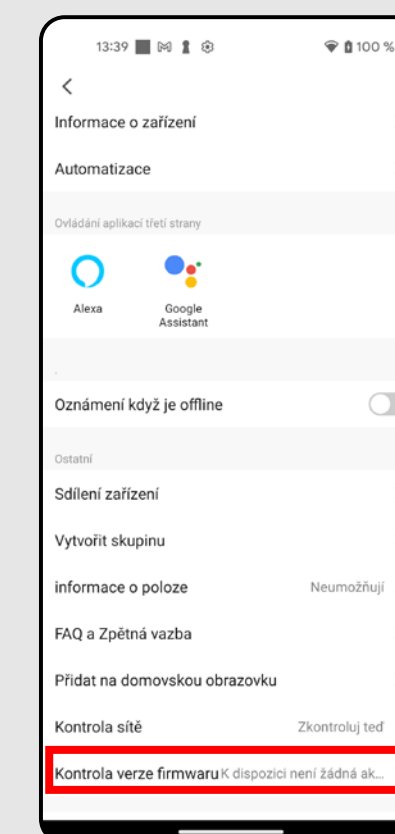 13:39 100 %
Informace o zařízení
Automatizace
Ovládání aplikací třetí strany
Alexa
Google
Assistant
Oznámení když je offline
Ostatní
Sdílení zařízení
Vytvořit skupinu
informace o poloze Neumožňují
FAQ a Zpětná vazba
Přidat na domovskou obrazovku
Kontrola sítě Zkontroluj teď
Kontrola verze firmwaru K dispozici není žádná ak...